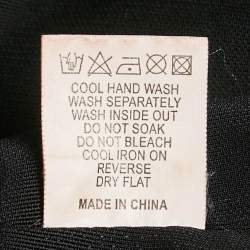 COOL HAND WASH
WASH SEPARATELY
WASH INSIDE OUT
DO NOT SOAK
DO NOT BLEACH
COOL IRON ON
REVERSE
DRY FLAT
MADE IN CHINA